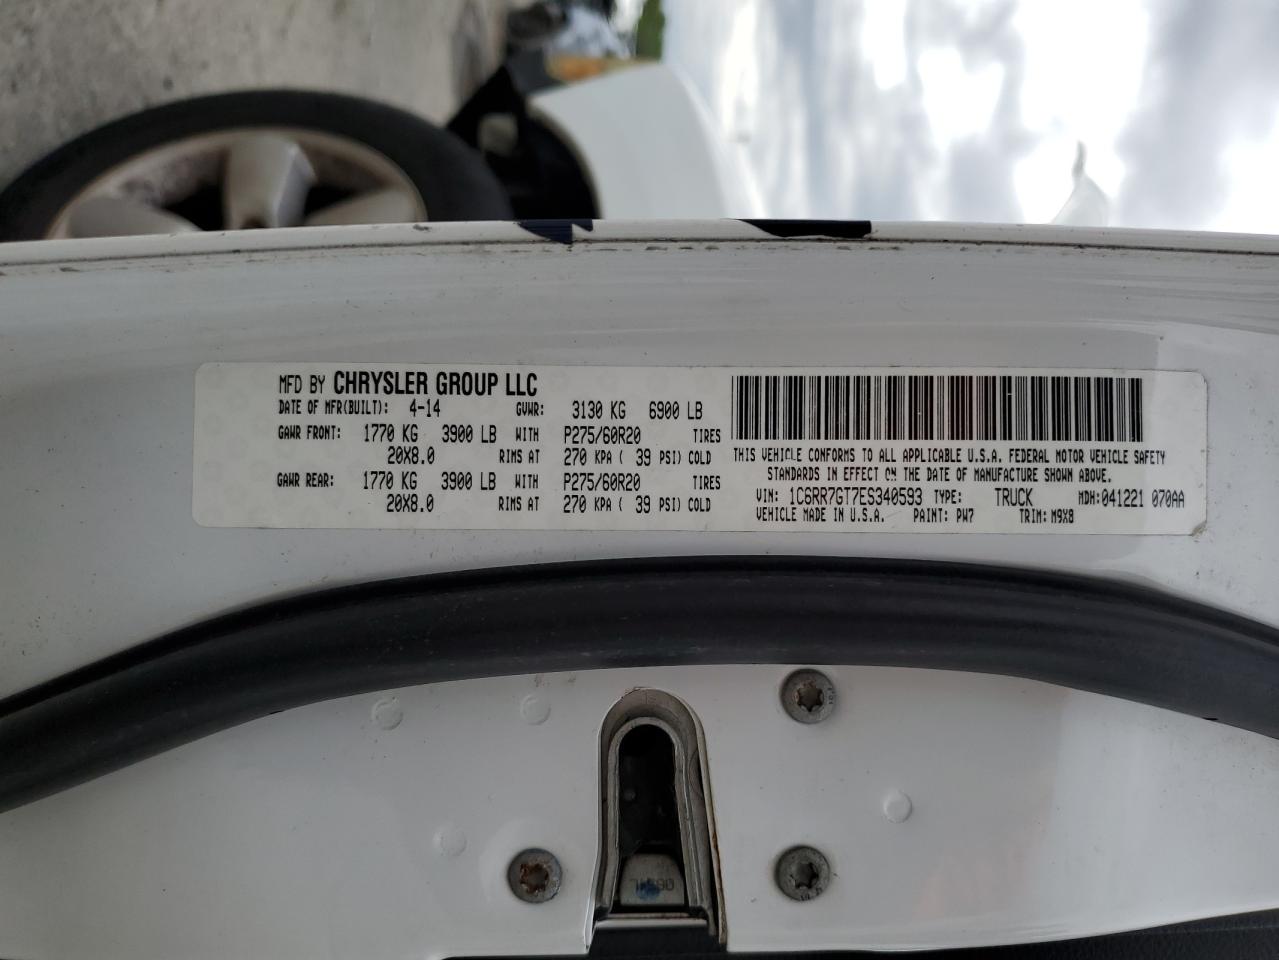 MFD BY CHRYSLER GROUP LLC
DATE OF MFR(BUILT): 4-14 GVWR: 3130 KG 6900 LB
GAWR FRONT: 1770 KG 3900 LB WITH P275/60R20 TIRES
20X8.0 RIMS AT 270 KPA ( 39 PSI) COLD
GAWR REAR: 1770 KG 3900 LB WITH P275/60R20 TIRES
20X8.0 RIMS AT 270 KPA ( 39 PSI) COLD
THIS VEHICLE CONFORMS TO ALL APPLICABLE U.S.A. FEDERAL MOTOR VEHICLE SAFETY
STANDARDS IN EFFECT ON THE DATE OF MANUFACTURE SHOWN ABOVE.
VIN: 1C6RR7GT7ES340593 TYPE: TRUCK MDH:041221 070AA
VEHICLE MADE IN U.S.A. PAINT: PW7 TRIM: M9X8